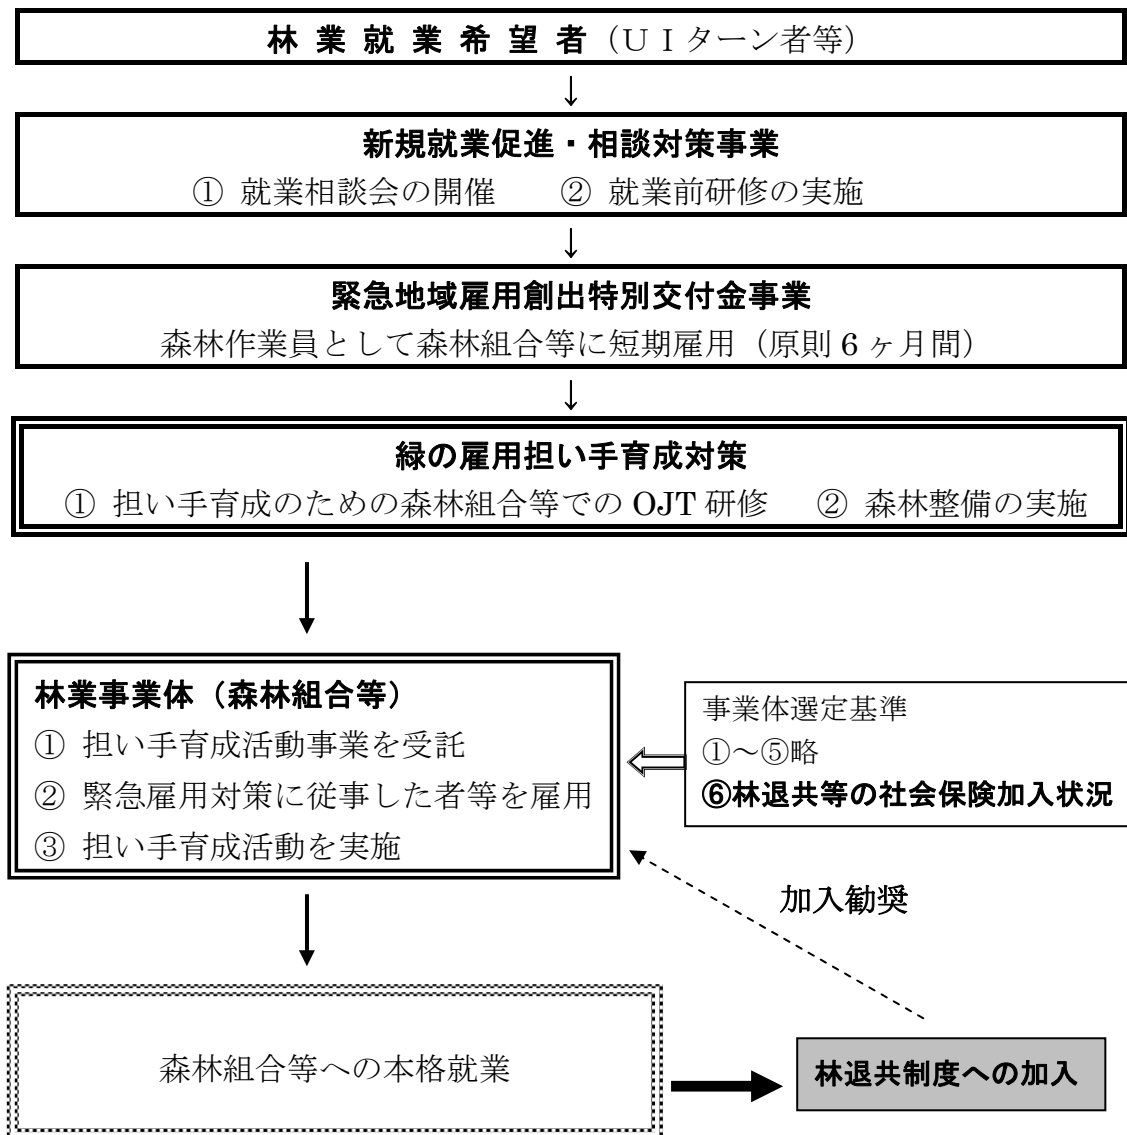 林 業 就 業 希 望 者（ＵＩターン者等）
↓
新規就業促進・相談対策事業
① 就業相談会の開催　　② 就業前研修の実施
↓
緊急地域雇用創出特別交付金事業
森林作業員として森林組合等に短期雇用（原則 6 ヶ月間）
↓
緑の雇用担い手育成対策
① 担い手育成のための森林組合等での OJT 研修　　② 森林整備の実施
林業事業体（森林組合等）
① 担い手育成活動事業を受託
② 緊急雇用対策に従事した者等を雇用
③ 担い手育成活動を実施
事業体選定基準
①～⑤略
⑥林退共等の社会保険加入状況
加入勧奨
森林組合等への本格就業
林退共制度への加入